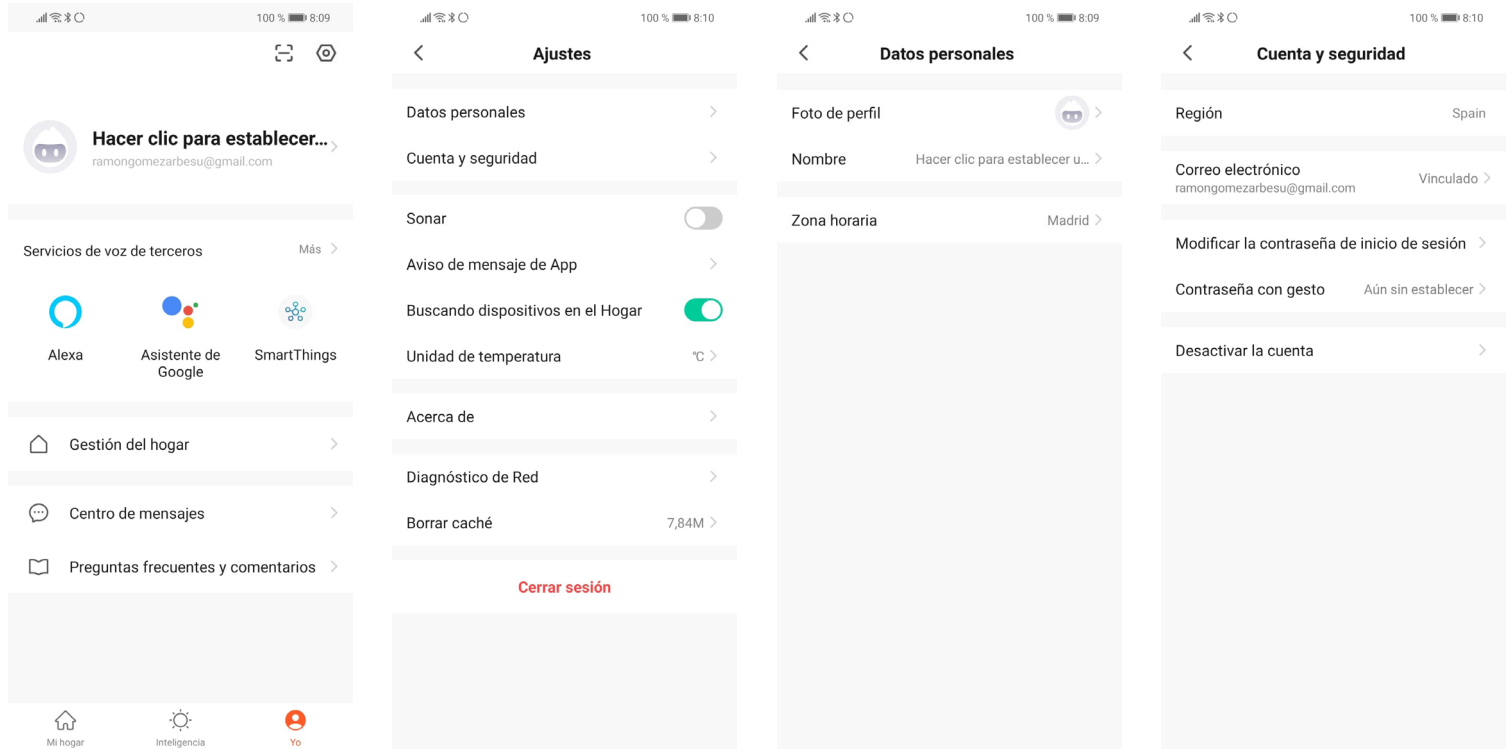 100 % 8:09
Hacer clic para establecer...
ramongomezarbesu@gmail.com
Servicios de voz de terceros
Más
Alexa
Asistente de
Google
SmartThings
Gestión del hogar
Centro de mensajes
Preguntas frecuentes y comentarios
Mi hogar
Inteligencia
Yo
100 % 8:10
Ajustes
Datos personales
Cuenta y seguridad
Sonar
Aviso de mensaje de App
Buscando dispositivos en el Hogar
Unidad de temperatura
℃
Acerca de
Diagnóstico de Red
Borrar caché
7,84M
Cerrar sesión
100 % 8:09
Datos personales
Foto de perfil
Nombre
Hacer clic para establecer u...
Zona horaria
Madrid
100 % 8:10
Cuenta y seguridad
Región
Spain
Correo electrónico
ramongomezarbesu@gmail.com
Vinculado
Modificar la contraseña de inicio de sesión
Contraseña con gesto
Aún sin establecer
Desactivar la cuenta